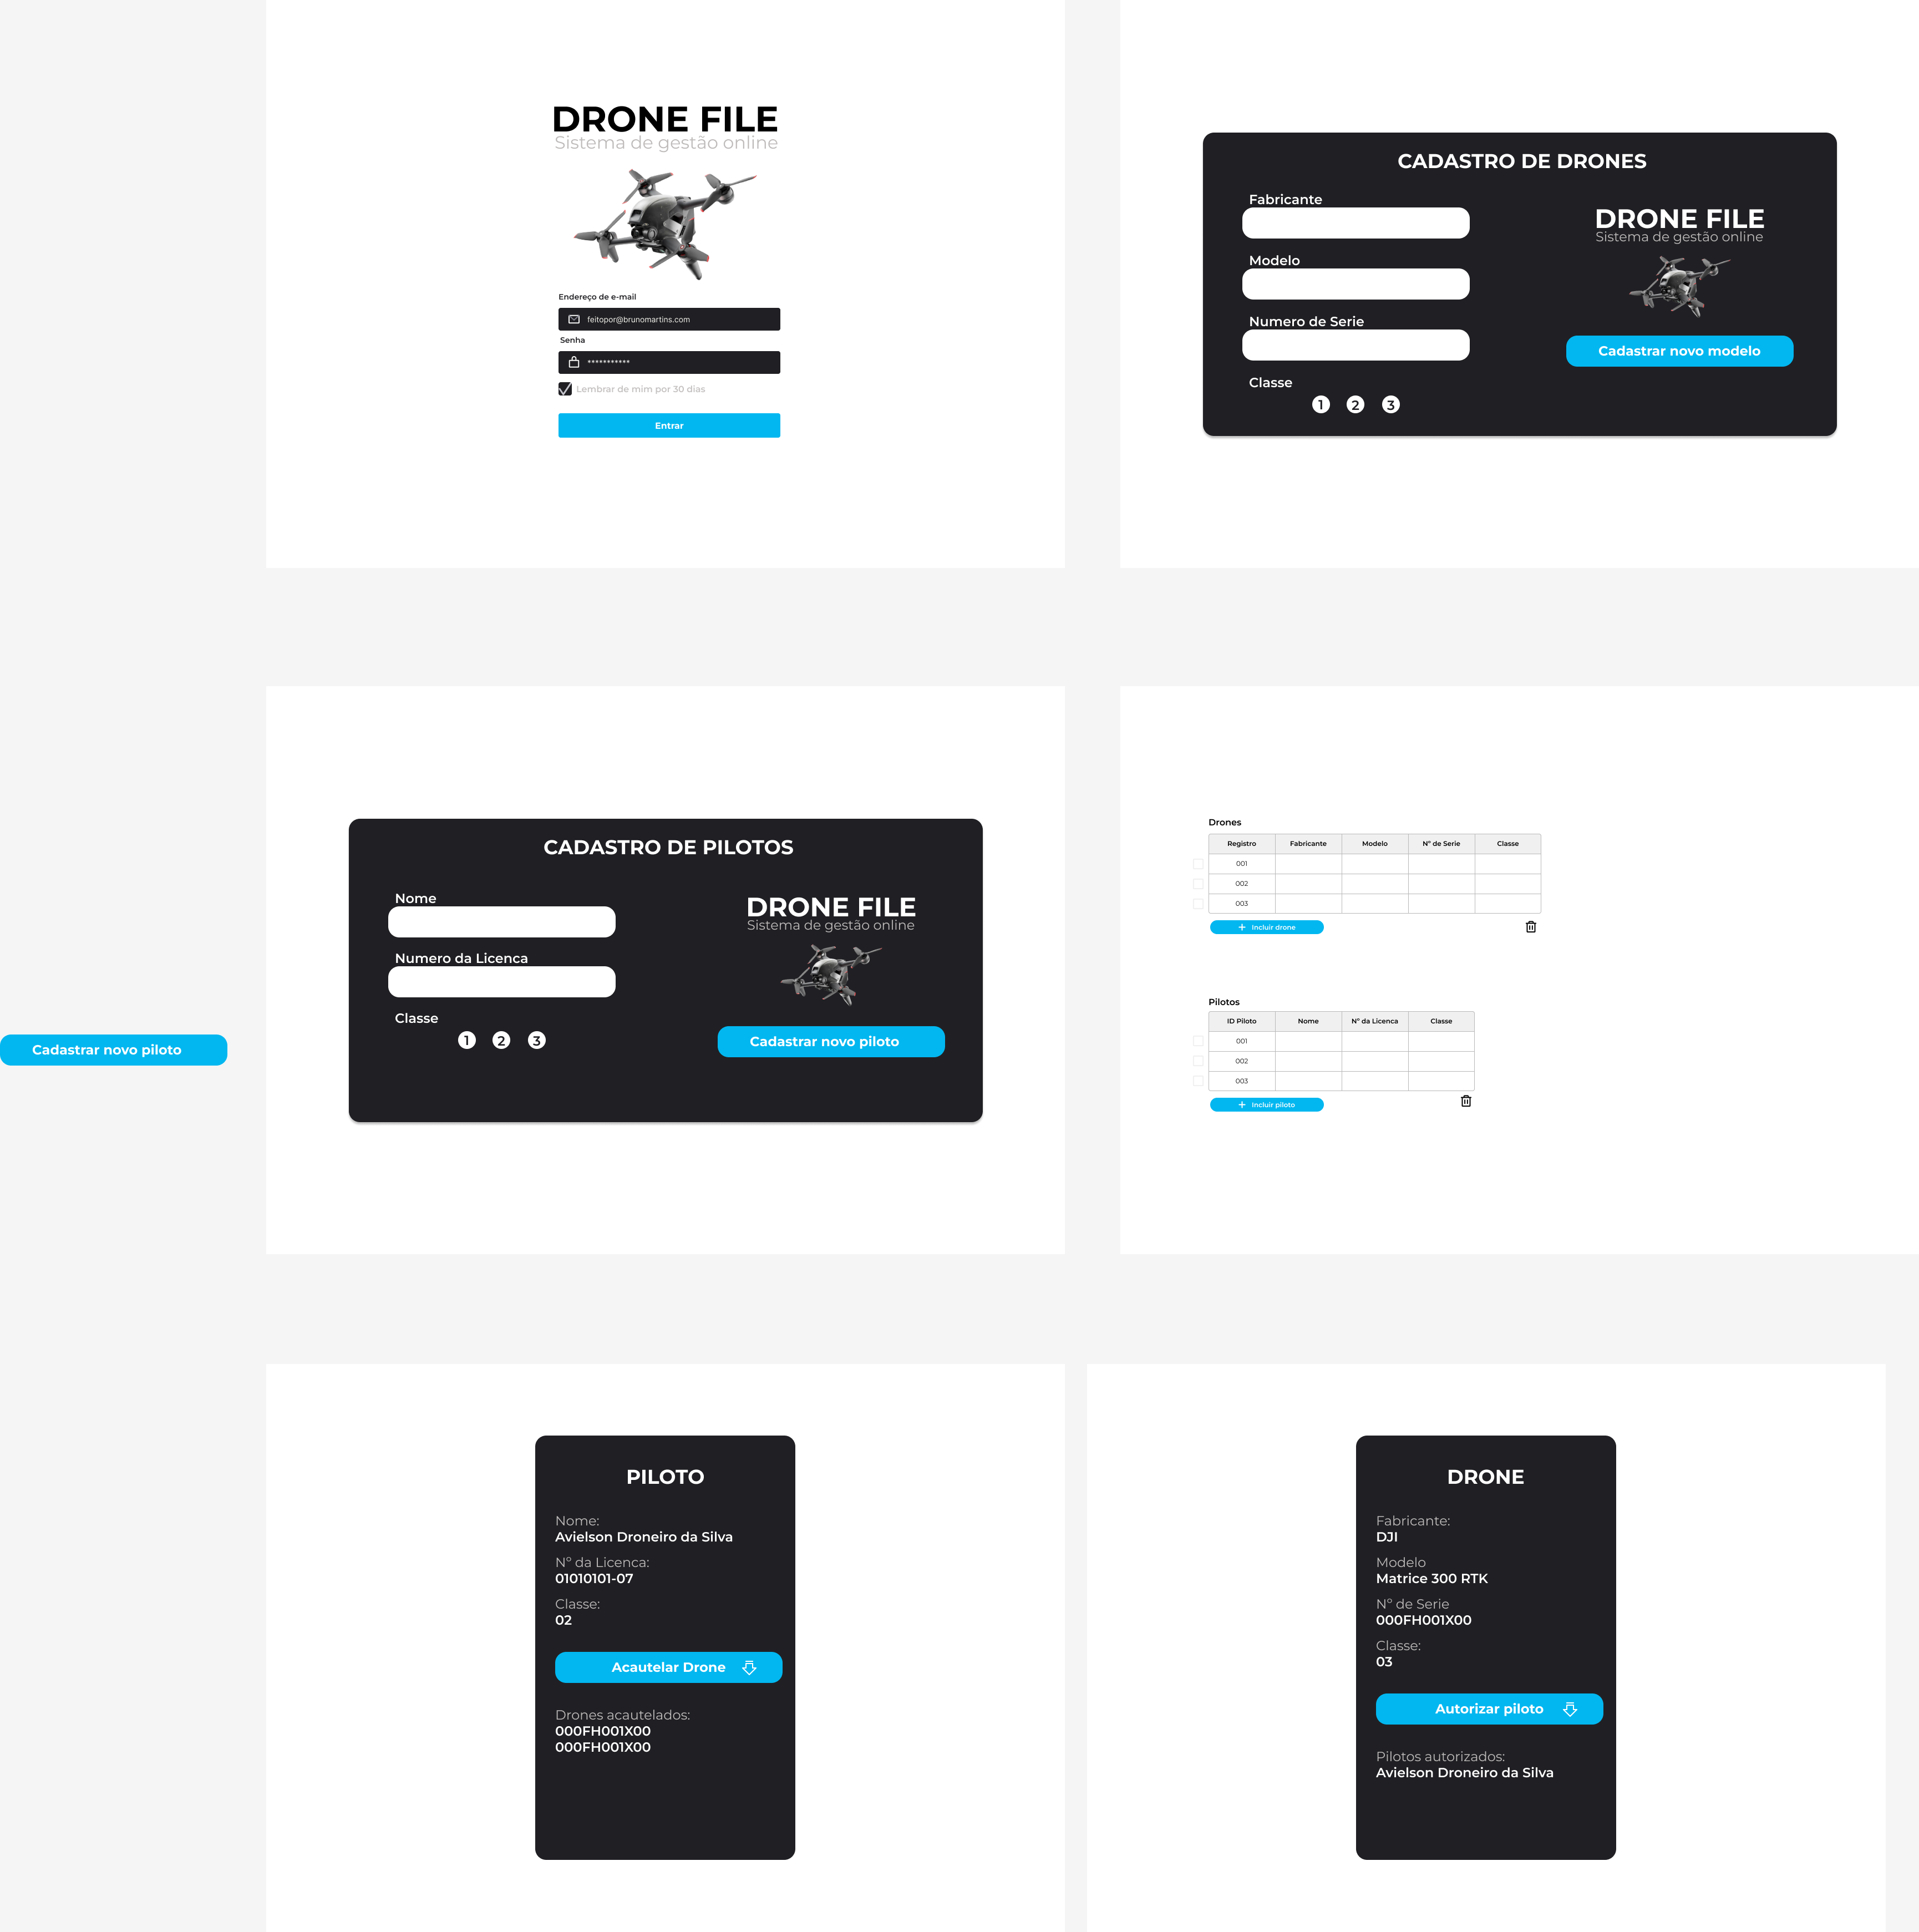 DRONE FILE
Sistema de gestão online
Endereço de e-mail
feitopor@brunomartins.com
Senha
***********
Lembrar de mim por 30 dias
Entrar
CADASTRO DE DRONES
Fabricante
Modelo
Numero de Serie
Classe
1 2 3
DRONE FILE
Sistema de gestão online
Cadastrar novo modelo
Cadastrar novo piloto
CADASTRO DE PILOTOS
Nome
Numero da Licenca
Classe
1 2 3
DRONE FILE
Sistema de gestão online
Cadastrar novo piloto
Drones
Registro Fabricante Modelo Nº de Serie Classe
001
002
003
+ Incluir drone
Pilotos
ID Piloto Nome Nº da Licenca Classe
001
002
003
+ Incluir piloto
PILOTO
Nome:
Avielson Droneiro da Silva
Nº da Licenca:
01010101-07
Classe:
02
Acautelar Drone
Drones acautelados:
000FH001X00
000FH001X00
DRONE
Fabricante:
DJI
Modelo
Matrice 300 RTK
Nº de Serie
000FH001X00
Classe:
03
Autorizar piloto
Pilotos autorizados:
Avielson Droneiro da Silva